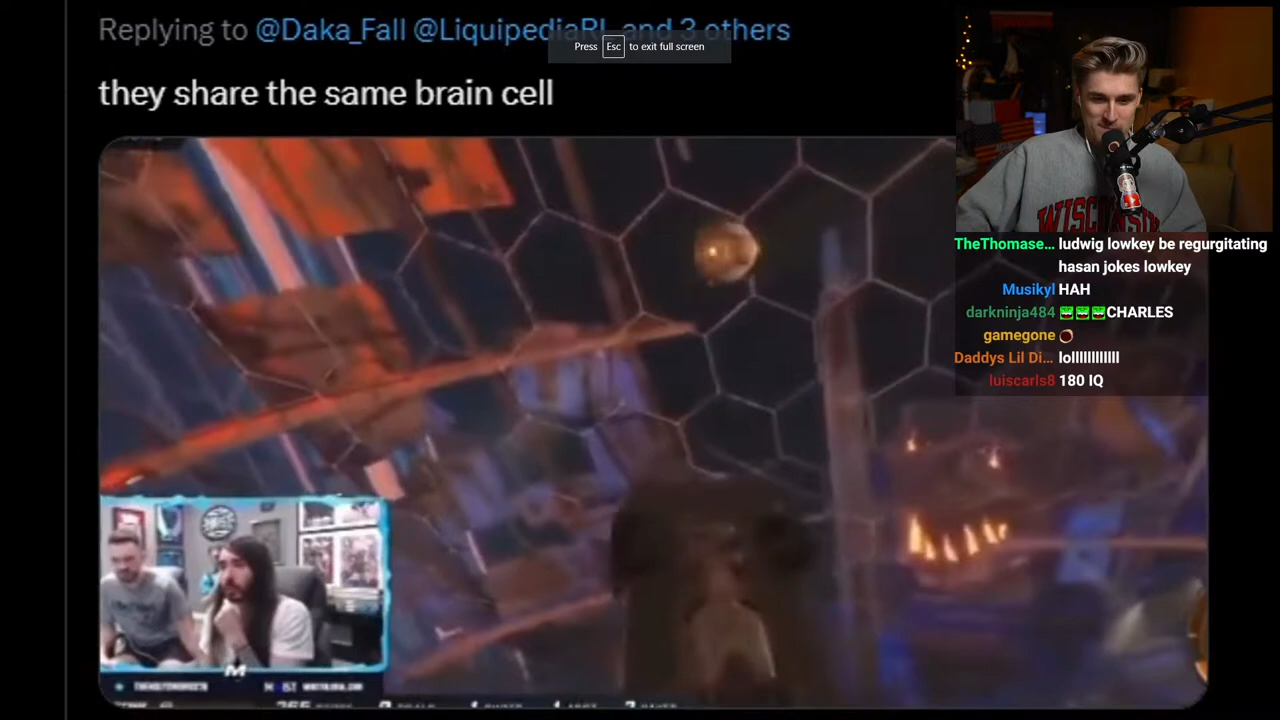 Replying to @Daka_Fall @LiquipediaRL and 3 others
Press Esc to exit full screen
they share the same brain cell
WISCONSIN
TheThomase... ludwig lowkey be regurgitating
hasan jokes lowkey
Musikyl HAH
darkninja484 CHARLES
gamegone
Daddys Lil Di... lollllllllllll
luiscarls8 180 IQ